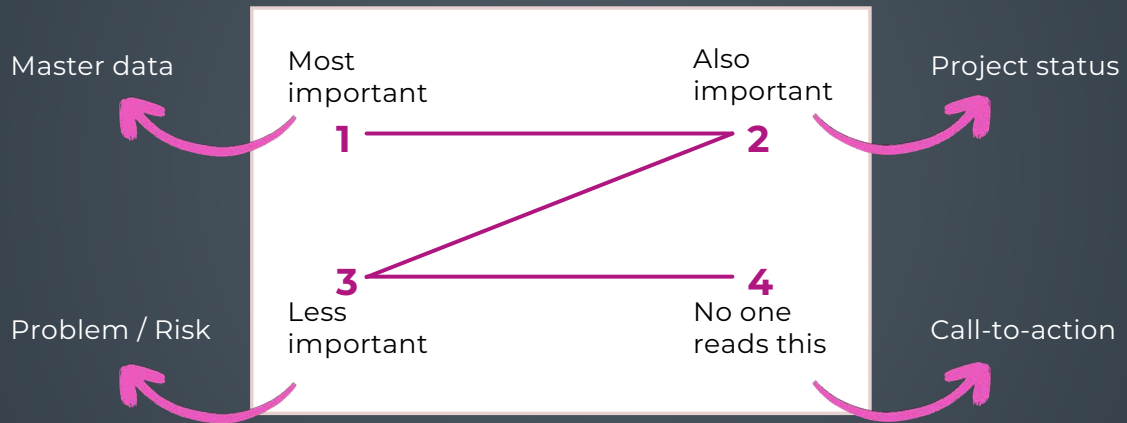 Master data
Most
important
Also
important
Project status
1
2
3
4
Problem / Risk
Less
important
No one
reads this
Call-to-action